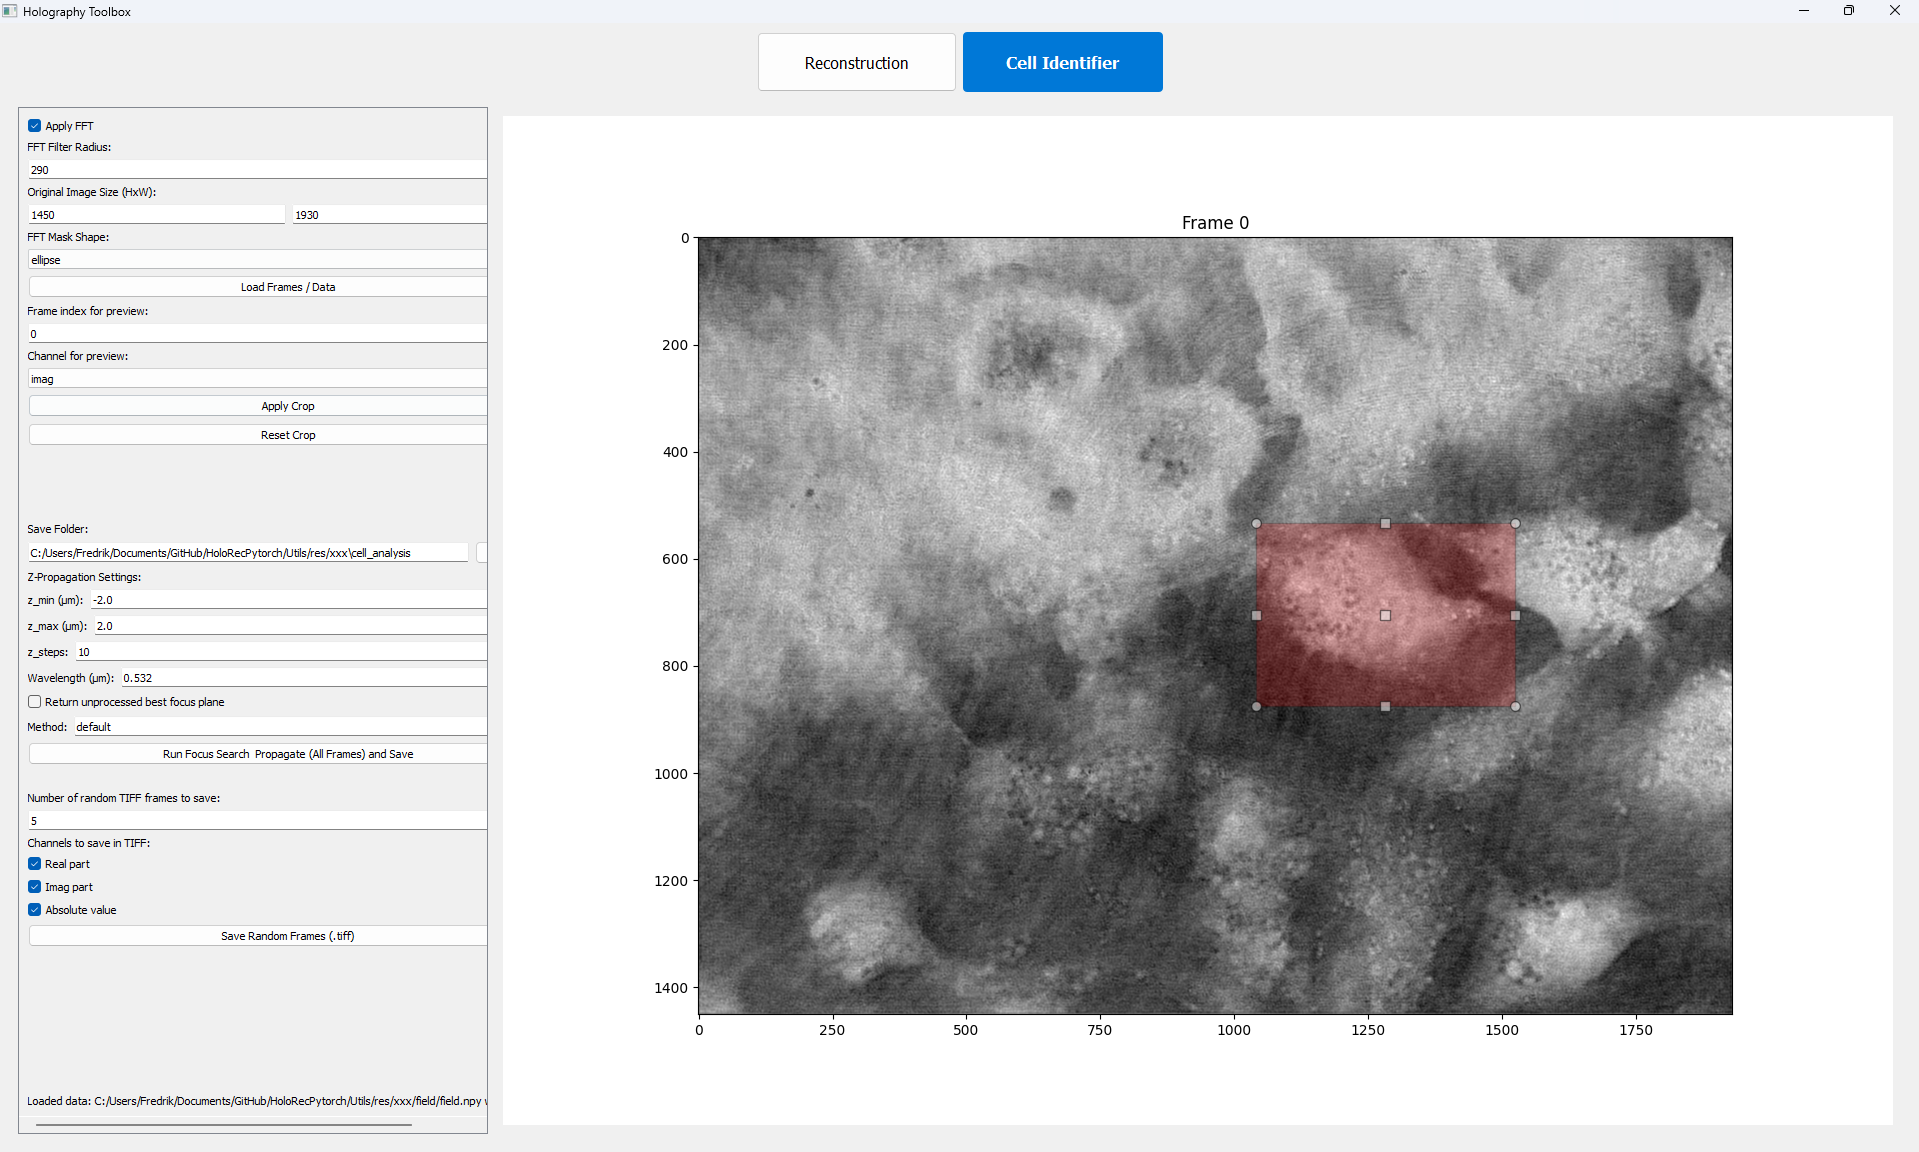 Holography Toolbox
Reconstruction
Cell Identifier
Apply FFT
FFT Filter Radius:
290
Original Image Size (HxW):
1450 1930
FFT Mask Shape:
ellipse
Load Frames / Data
Frame index for preview:
0
Channel for preview:
imag
Apply Crop
Reset Crop
Save Folder:
C:/Users/Fredrik/Documents/GitHub/HoloRecPytorch/Utils/res/xxx\cell_analysis
Z-Propagation Settings:
z_min (µm): -2.0
z_max (µm): 2.0
z_steps: 10
Wavelength (µm): 0.532
Return unprocessed best focus plane
Method: default
Run Focus Search  Propagate (All Frames) and Save
Number of random TIFF frames to save:
5
Channels to save in TIFF:
Real part
Imag part
Absolute value
Save Random Frames (.tiff)
Loaded data: C:/Users/Fredrik/Documents/GitHub/HoloRecPytorch/Utils/res/xxx/field/field.npy
Frame 0
0
200
400
600
800
1000
1200
1400
0 250 500 750 1000 1250 1500 1750